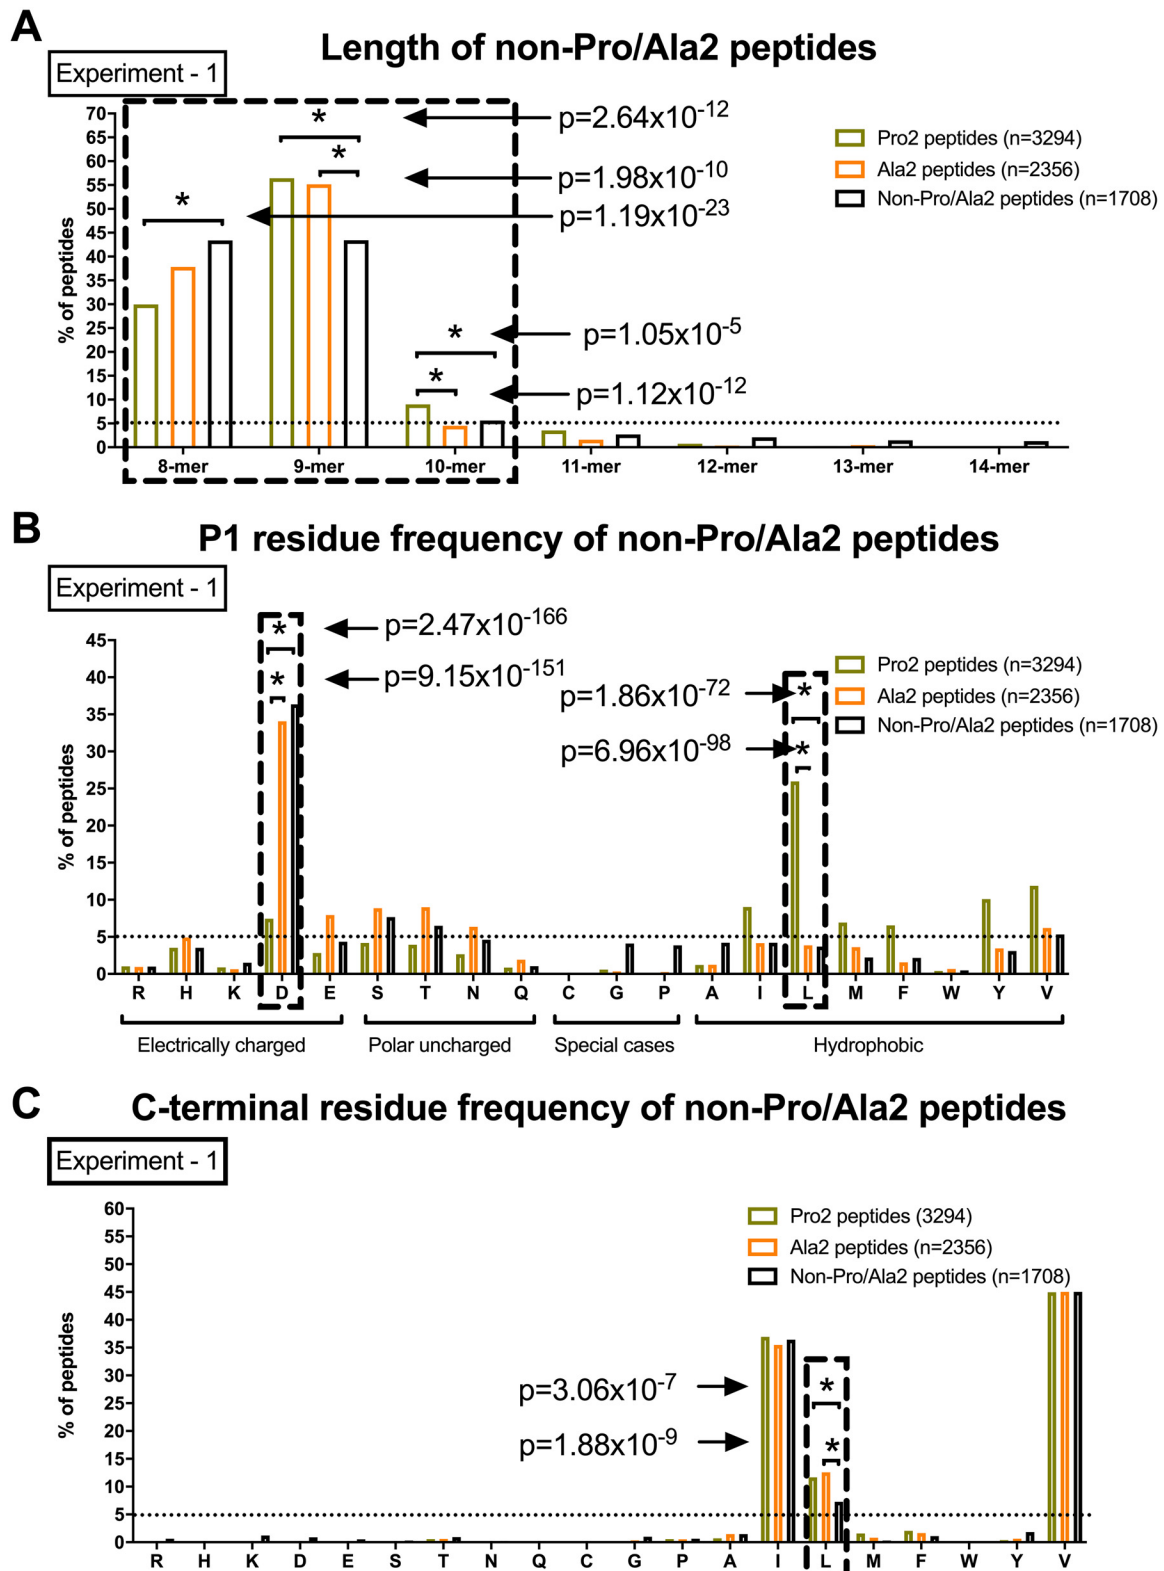 A
Length of non-Pro/Ala2 peptides
Experiment - 1
% of peptides
70
65
60
55
50
45
40
35
30
25
20
15
10
5
0
*
*
*
*
*
p=2.64x10-12
p=1.98x10-10
p=1.19x10-23
p=1.05x10-5
p=1.12x10-12
Pro2 peptides (n=3294)
Ala2 peptides (n=2356)
Non-Pro/Ala2 peptides (n=1708)
8-mer 9-mer 10-mer 11-mer 12-mer 13-mer 14-mer
B
P1 residue frequency of non-Pro/Ala2 peptides
Experiment - 1
% of peptides
45
40
35
30
25
20
15
10
5
0
*
*
*
*
p=2.47x10-166
p=9.15x10-151
p=1.86x10-72
p=6.96x10-98
Pro2 peptides (n=3294)
Ala2 peptides (n=2356)
Non-Pro/Ala2 peptides (n=1708)
R H K D E S T N Q C G P A I L M F W Y V
Electrically charged Polar uncharged Special cases Hydrophobic
C
C-terminal residue frequency of non-Pro/Ala2 peptides
Experiment - 1
% of peptides
60
55
50
45
40
35
30
25
20
15
10
5
0
Pro2 peptides (3294)
Ala2 peptides (n=2356)
Non-Pro/Ala2 peptides (n=1708)
p=3.06x10-7
p=1.88x10-9
*
*
R H K D E S T N Q C G P A I L M F W Y V